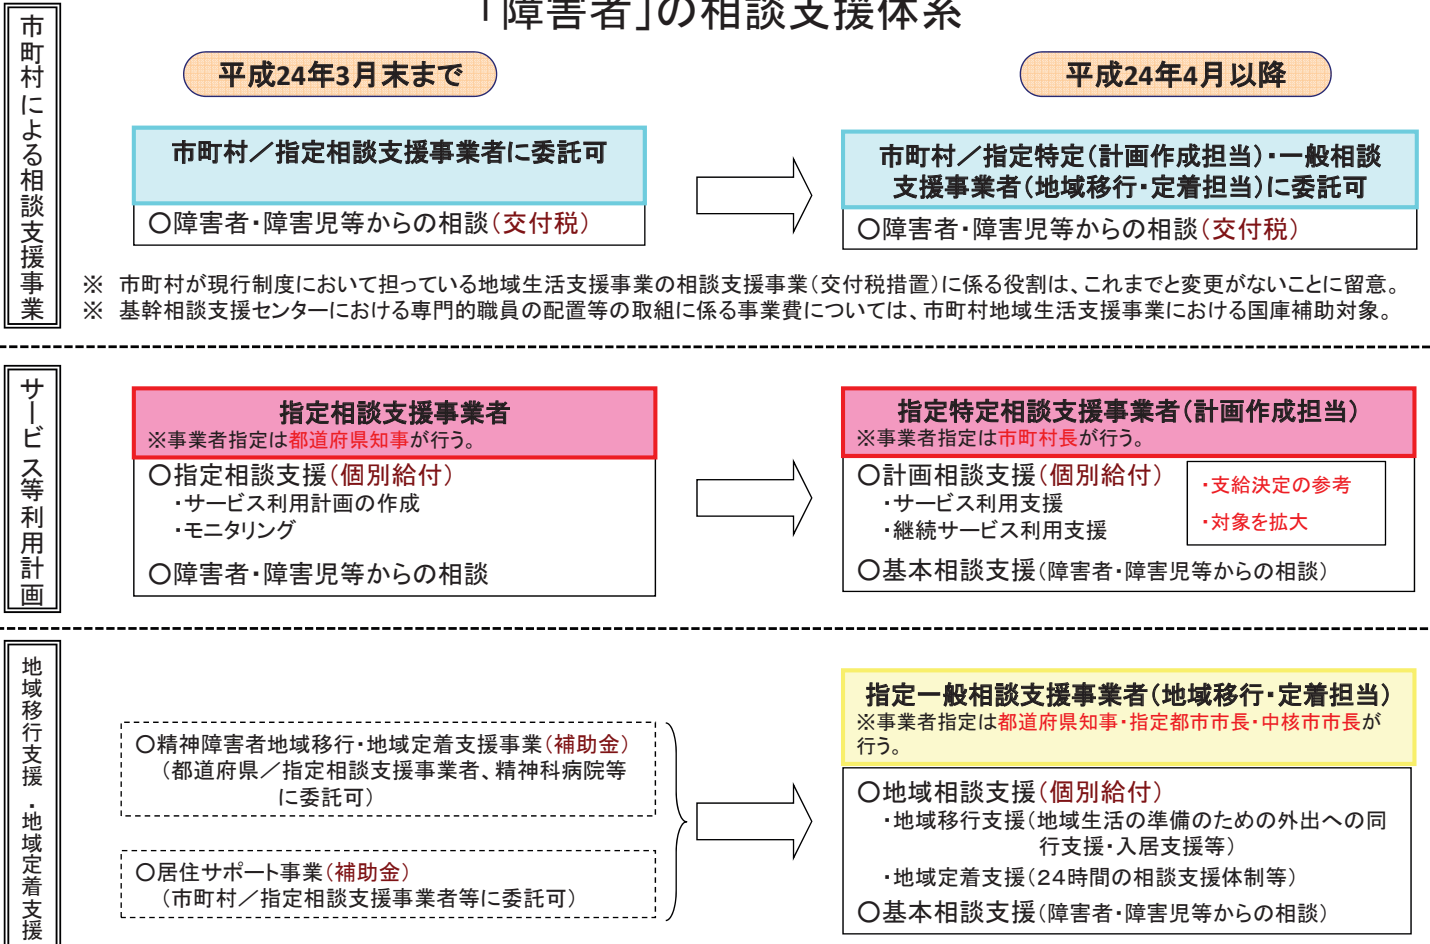 「障害者」の相談支援体系
市町村による相談支援事業
平成24年3月末まで
平成24年4月以降
市町村／指定相談支援事業者に委託可
○障害者・障害児等からの相談(交付税)
市町村／指定特定(計画作成担当)・一般相談
支援事業者(地域移行・定着担当)に委託可
○障害者・障害児等からの相談(交付税)
※ 市町村が現行制度において担っている地域生活支援事業の相談支援事業(交付税措置)に係る役割は、これまでと変更がないことに留意。
※ 基幹相談支援センターにおける専門的職員の配置等の取組に係る事業費については、市町村地域生活支援事業における国庫補助対象。
サービス等利用計画
指定相談支援事業者
※事業者指定は都道府県知事が行う。
○指定相談支援(個別給付)
・サービス利用計画の作成
・モニタリング
○障害者・障害児等からの相談
指定特定相談支援事業者(計画作成担当)
※事業者指定は市町村長が行う。
○計画相談支援(個別給付)
・サービス利用支援
・継続サービス利用支援
・支給決定の参考
・対象を拡大
○基本相談支援(障害者・障害児等からの相談)
地域移行支援・地域定着支援
○精神障害者地域移行・地域定着支援事業(補助金)
(都道府県／指定相談支援事業者、精神科病院等
に委託可)
○居住サポート事業(補助金)
(市町村／指定相談支援事業者等に委託可)
指定一般相談支援事業者(地域移行・定着担当)
※事業者指定は都道府県知事・指定都市市長・中核市市長が
行う。
○地域相談支援(個別給付)
・地域移行支援(地域生活の準備のための外出への同
行支援・入居支援等)
・地域定着支援(24時間の相談支援体制等)
○基本相談支援(障害者・障害児等からの相談)